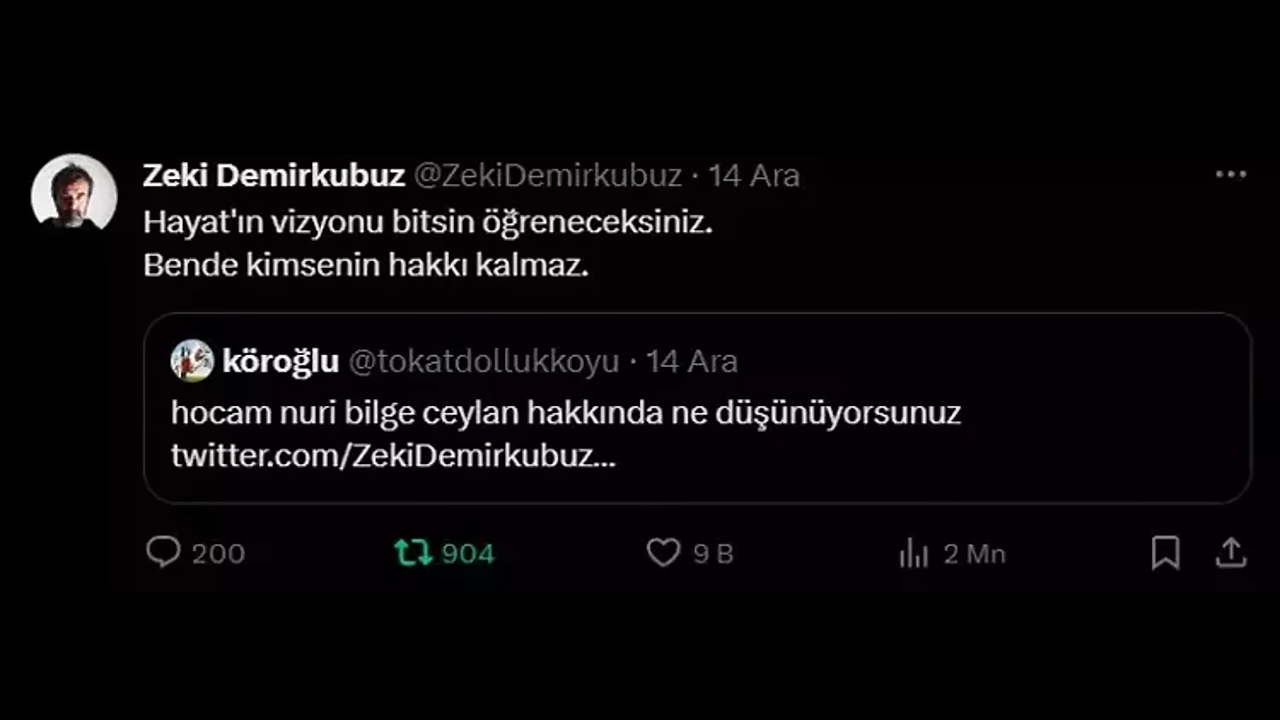 Zeki Demirkubuz @ZekiDemirkubuz · 14 Ara
Hayat'ın vizyonu bitsin öğreneceksiniz.
Bende kimsenin hakkı kalmaz.
köroğlu @tokatdollukkoyu · 14 Ara
hocam nuri bilge ceylan hakkında ne düşünüyorsunuz
twitter.com/ZekiDemirkubuz...
200 904 9 B 2 Mn